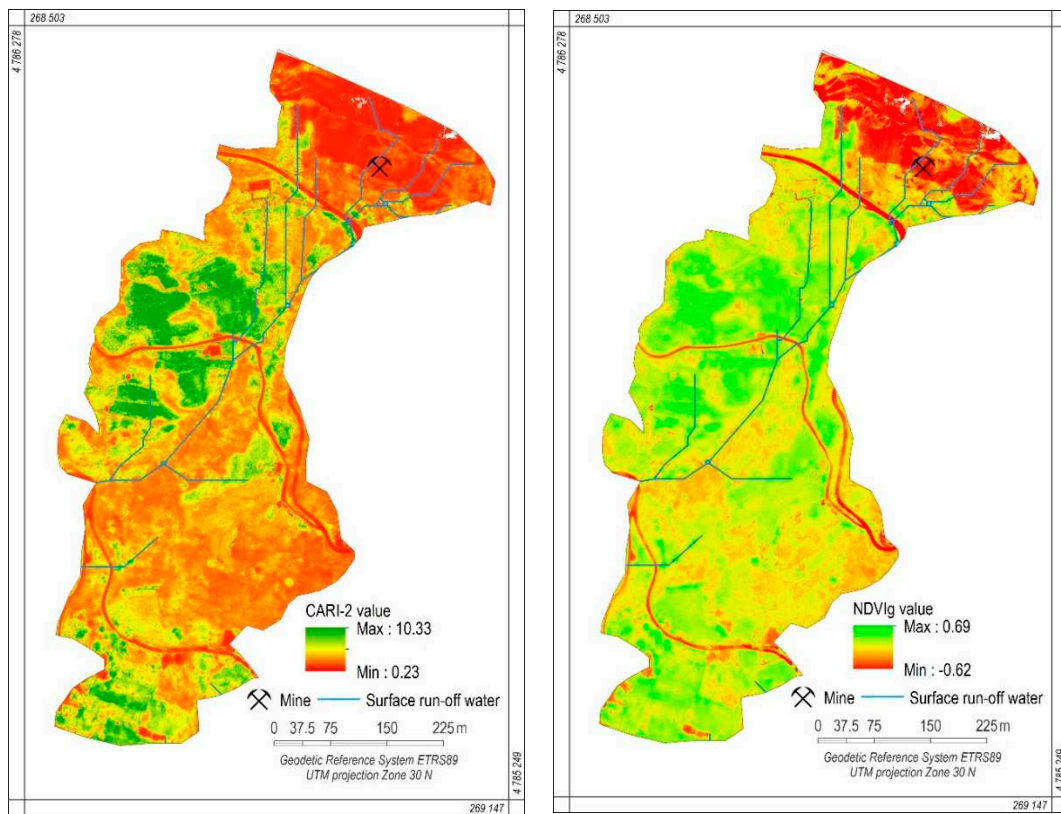 268 503
4 786 278
CARI-2 value
Max : 10.33
Min : 0.23
Mine
Surface run-off water
0 37.5 75 150 225 m
Geodetic Reference System ETRS89
UTM projection Zone 30 N
4 785 249
269 147
268 503
4 786 278
NDVIg value
Max : 0.69
Min : -0.62
Mine
Surface run-off water
0 37.5 75 150 225 m
Geodetic Reference System ETRS89
UTM projection Zone 30 N
4 785 249
269 147